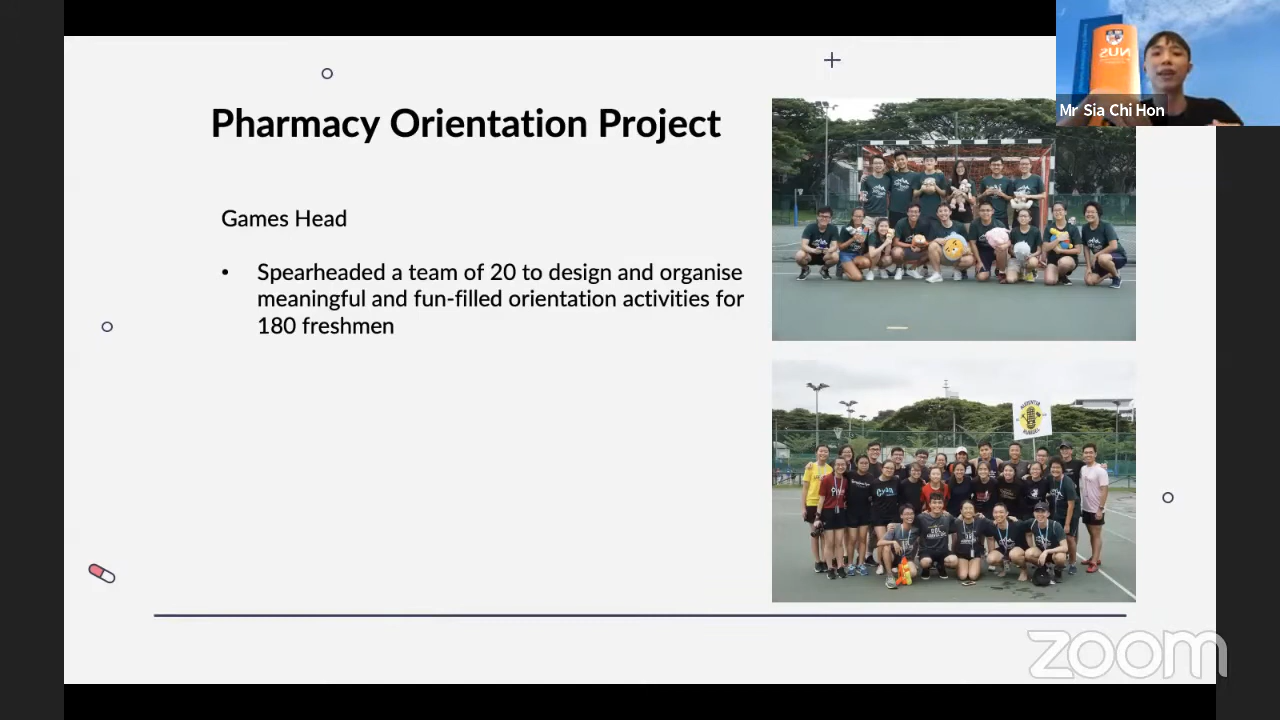 Pharmacy Orientation Project
Games Head
• Spearheaded a team of 20 to design and organise
meaningful and fun-filled orientation activities for
180 freshmen
NUS
Mr Sia Chi Hon
zoom